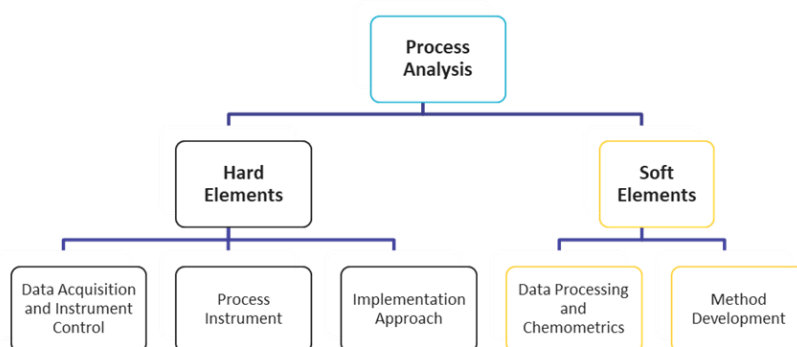 Process
Analysis
Hard
Elements
Soft
Elements
Data Acquisition
and Instrument
Control
Process
Instrument
Implementation
Approach
Data Processing
and
Chemometrics
Method
Development